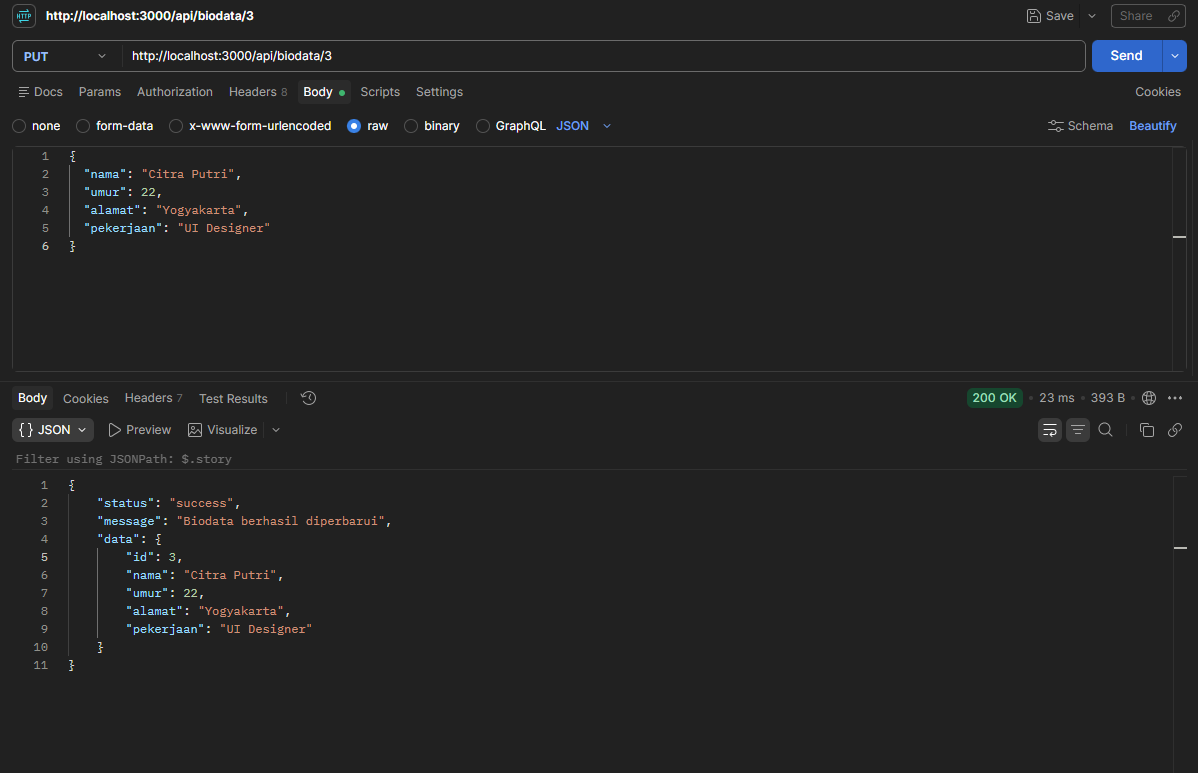 HTTP http://localhost:3000/api/biodata/3 Save Share
PUT http://localhost:3000/api/biodata/3 Send
Docs Params Authorization Headers 8 Body Scripts Settings Cookies
none form-data x-www-form-urlencoded raw binary GraphQL JSON Schema Beautify
1 {
2 "nama": "Citra Putri",
3 "umur": 22,
4 "alamat": "Yogyakarta",
5 "pekerjaan": "UI Designer"
6 }
Body Cookies Headers 7 Test Results 200 OK • 23 ms • 393 B •
{ } JSON Preview Visualize
Filter using JSONPath: $.story
1 {
2 "status": "success",
3 "message": "Biodata berhasil diperbarui",
4 "data": {
5 "id": 3,
6 "nama": "Citra Putri",
7 "umur": 22,
8 "alamat": "Yogyakarta",
9 "pekerjaan": "UI Designer"
10 }
11 }